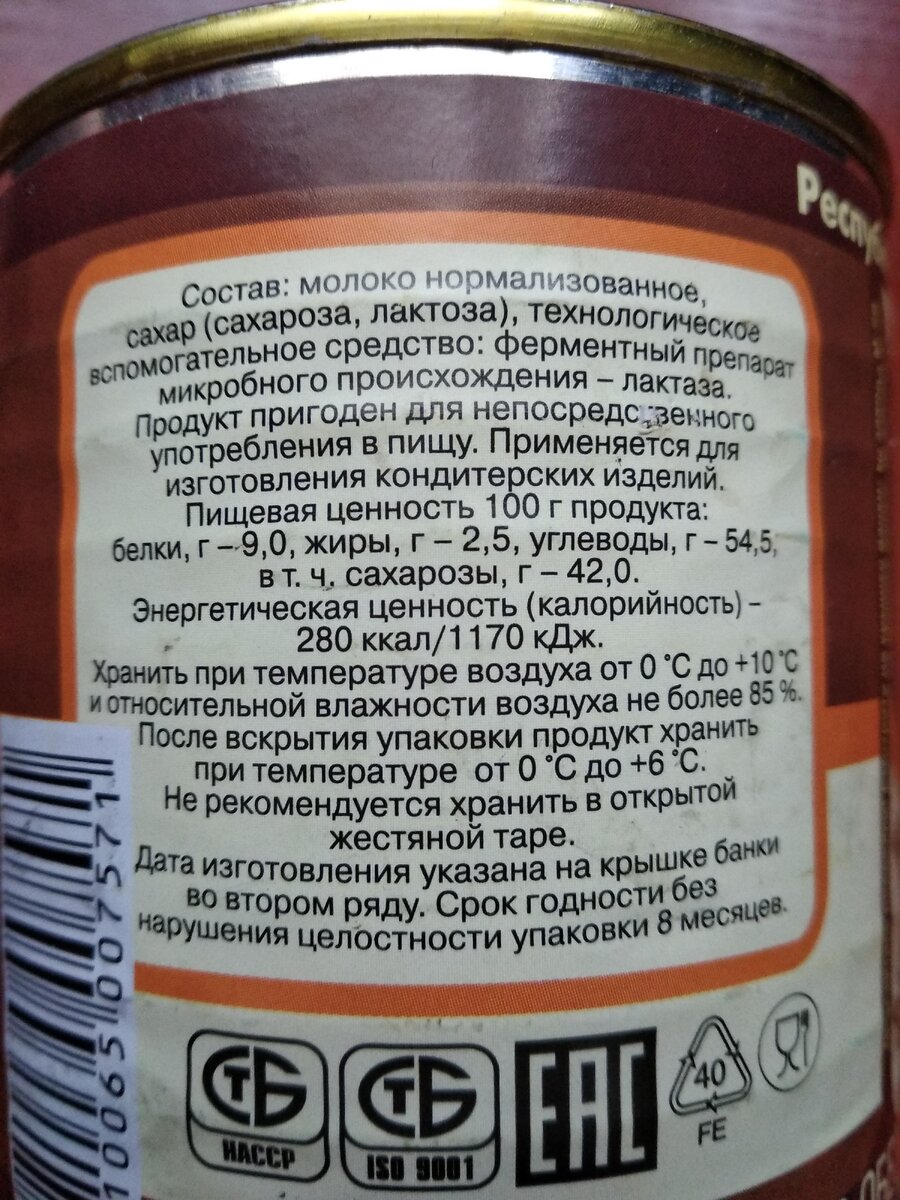 Состав: молоко нормализованное,
сахар (сахароза, лактоза), технологическое
вспомогательное средство: ферментный препарат
микробного происхождения – лактаза.
Продукт пригоден для непосредственного
употребления в пищу. Применяется для
изготовления кондитерских изделий.
Пищевая ценность 100 г продукта:
белки, г – 9,0, жиры, г – 2,5, углеводы, г – 54,5,
в т. ч. сахарозы, г – 42,0.
Энергетическая ценность (калорийность) –
280 ккал/1170 кДж.
Хранить при температуре воздуха от 0 °С до +10 °С
и относительной влажности воздуха не более 85 %.
После вскрытия упаковки продукт хранить
при температуре от 0 °С до +6 °С.
Не рекомендуется хранить в открытой
жестяной таре.
Дата изготовления указана на крышке банки
во втором ряду. Срок годности без
нарушения целостности упаковки 8 месяцев.
10065 007571
СТБ
НАССР
СТБ
ISO 9001
EAC
40
FE